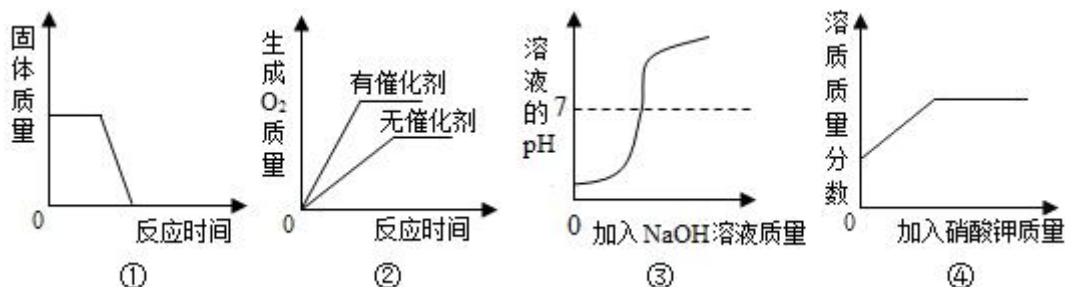 固体质量
0
反应时间
①
生成O₂质量
有催化剂
无催化剂
0
反应时间
②
溶液的pH
7
0
加入NaOH溶液质量
③
溶质质量分数
0
加入硝酸钾质量
④